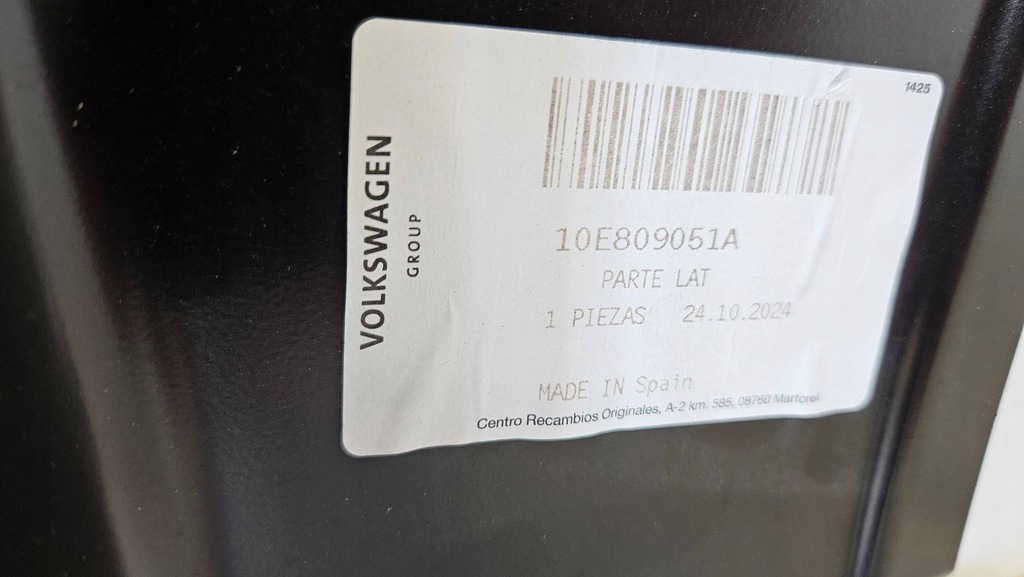 1425
VOLKSWAGEN
GROUP
10E809051A
PARTE LAT
1 PIEZAS 24.10.2024
MADE IN Spain
Centro Recambios Originales, A-2 km. 585, 08760 Martorell